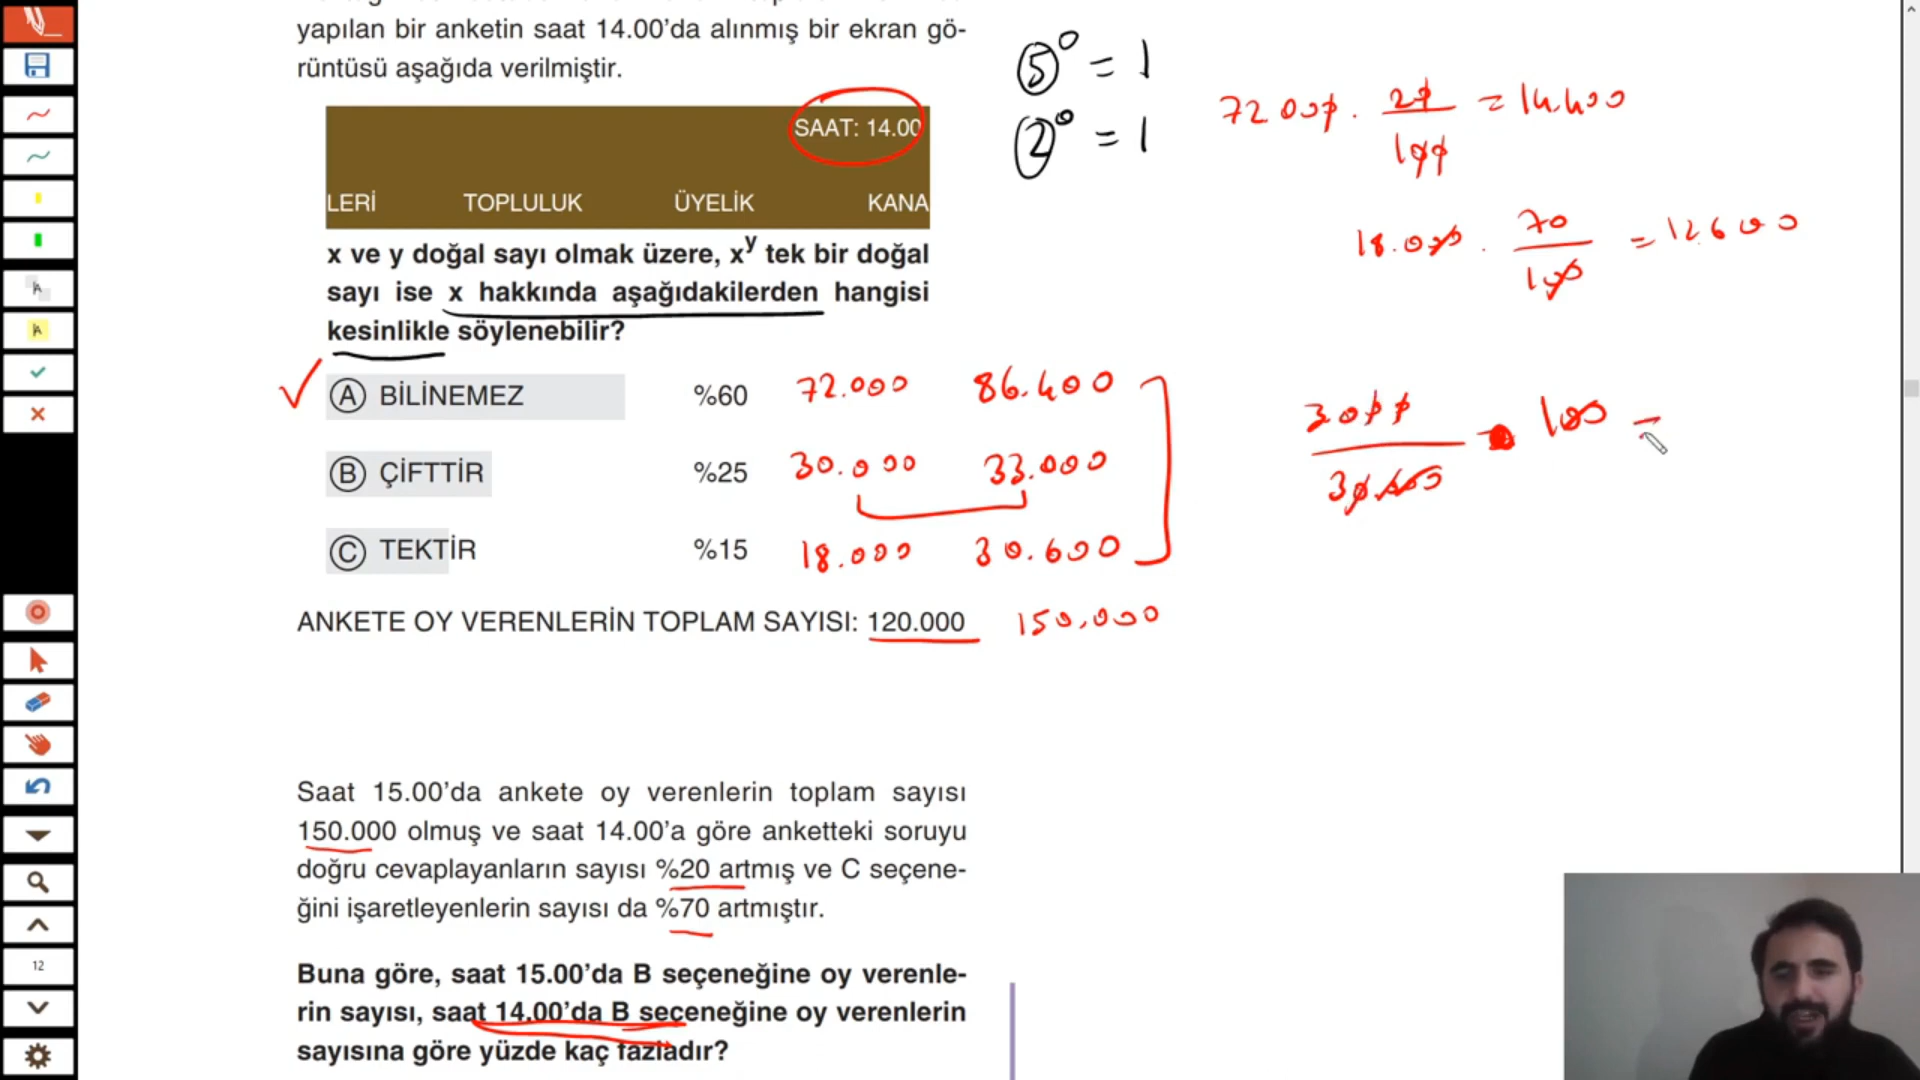 yapılan bir anketin saat 14.00'da alınmış bir ekran gö-
rüntüsü aşağıda verilmiştir.
SAAT: 14.00
LERİ TOPLULUK ÜYELİK KANA
x ve y doğal sayı olmak üzere, x^y tek bir doğal
sayı ise x hakkında aşağıdakilerden hangisi
kesinlikle söylenebilir?
A BİLİNEMEZ %60 72.000 86.400
B ÇİFTTİR %25 30.000 33.000
C TEKTİR %15 18.000 30.600
ANKETE OY VERENLERİN TOPLAM SAYISI: 120.000 150.000
Saat 15.00'da ankete oy verenlerin toplam sayısı
150.000 olmuş ve saat 14.00'a göre anketteki soruyu
doğru cevaplayanların sayısı %20 artmış ve C seçene-
ğini işaretleyenlerin sayısı da %70 artmıştır.
Buna göre, saat 15.00'da B seçeneğine oy verenle-
rin sayısı, saat 14.00'da B seçeneğine oy verenlerin
sayısına göre yüzde kaç fazladır?
5^0 = 1
2^0 = 1
72000 . 20/100 = 14.400
18.000 . 70/100 = 12.600
3000/30.000 . 100 =
12